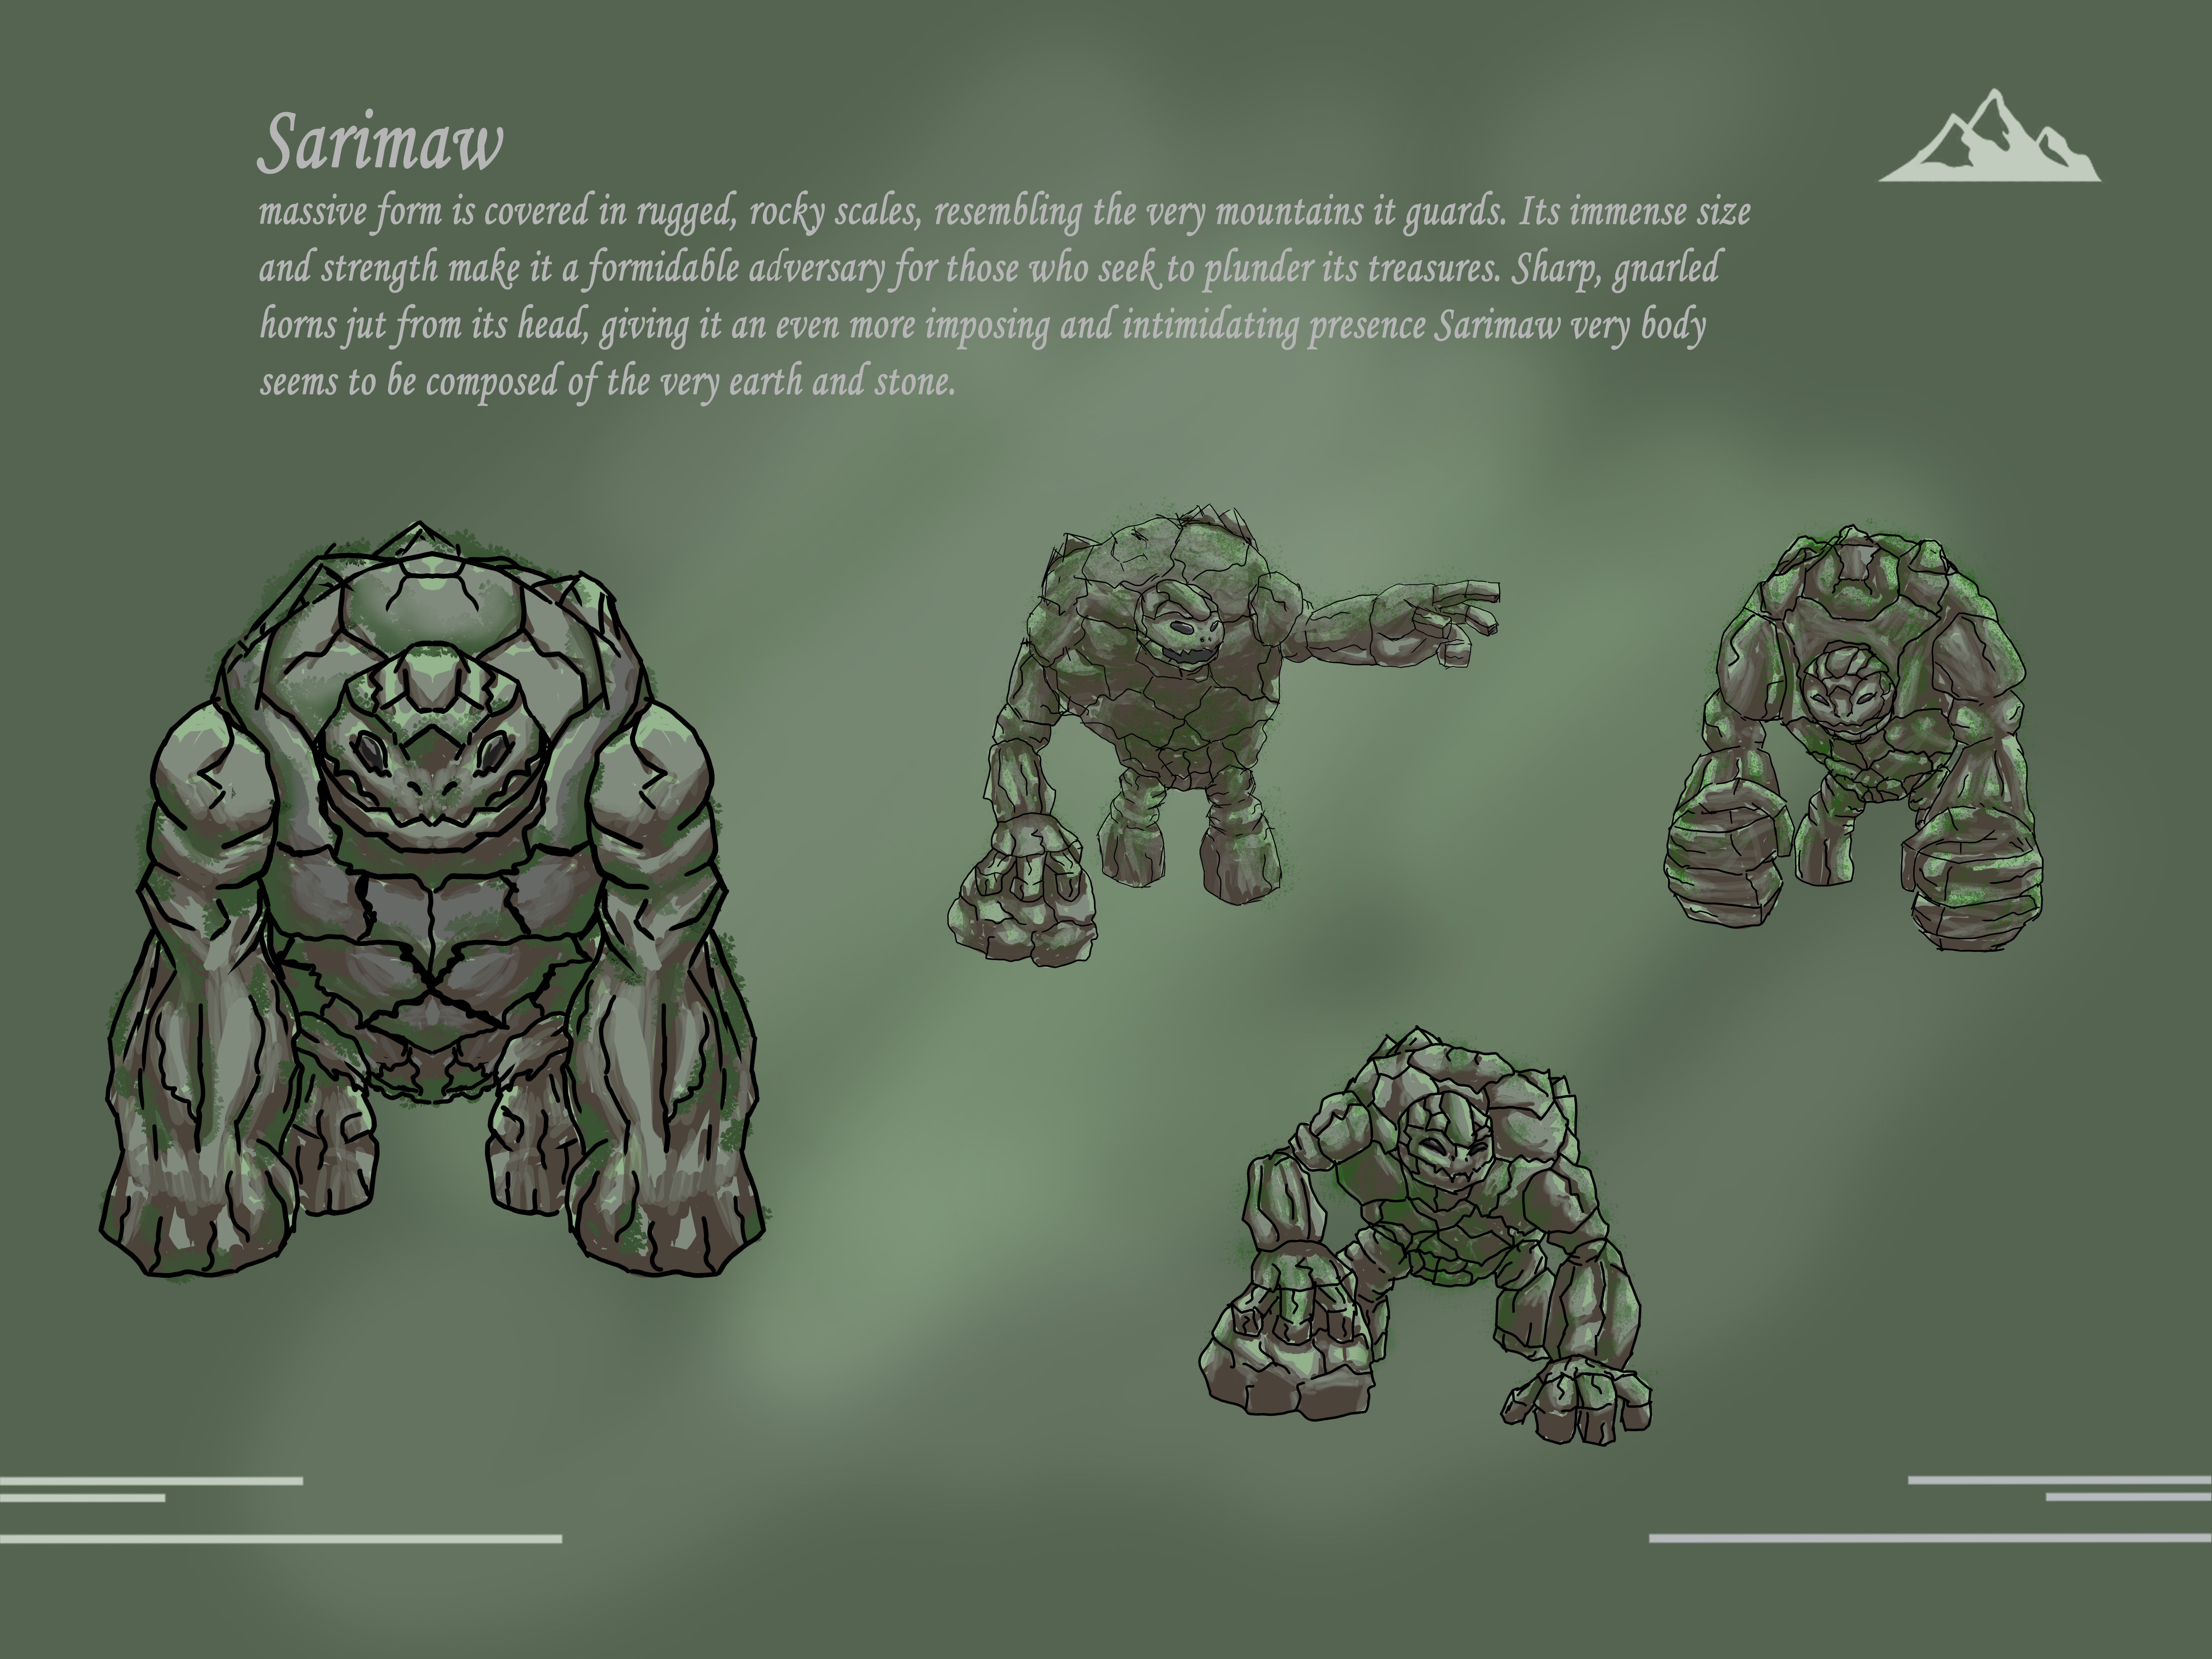 Sarimaw
massive form is covered in rugged, rocky scales, resembling the very mountains it guards. Its immense size
and strength make it a formidable adversary for those who seek to plunder its treasures. Sharp, gnarled
horns jut from its head, giving it an even more imposing and intimidating presence Sarimaw very body
seems to be composed of the very earth and stone.